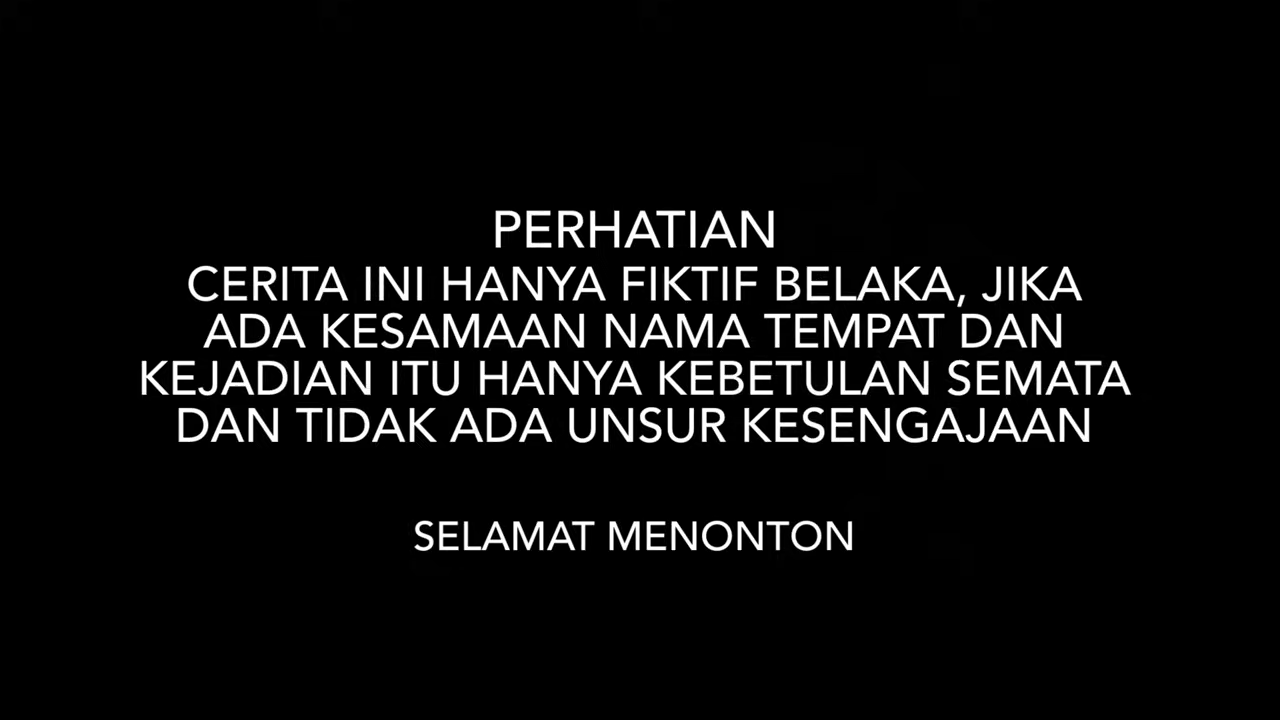 PERHATIAN
CERITA INI HANYA FIKTIF BELAKA, JIKA
ADA KESAMAAN NAMA TEMPAT DAN
KEJADIAN ITU HANYA KEBETULAN SEMATA
DAN TIDAK ADA UNSUR KESENGAJAAN
SELAMAT MENONTON